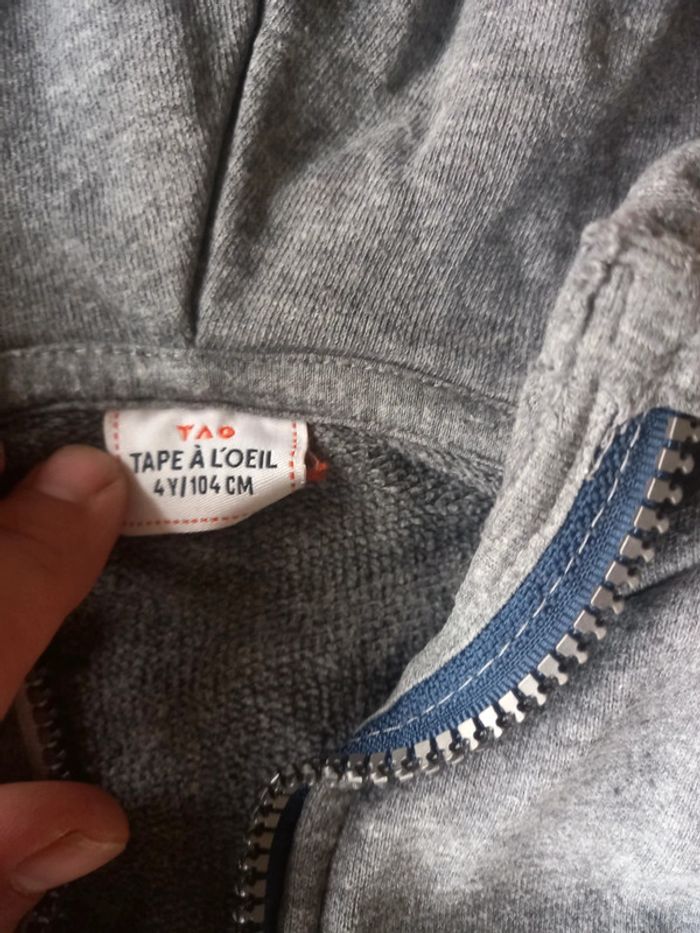 TAO
TAPE À L'OEIL
4Y/104 CM